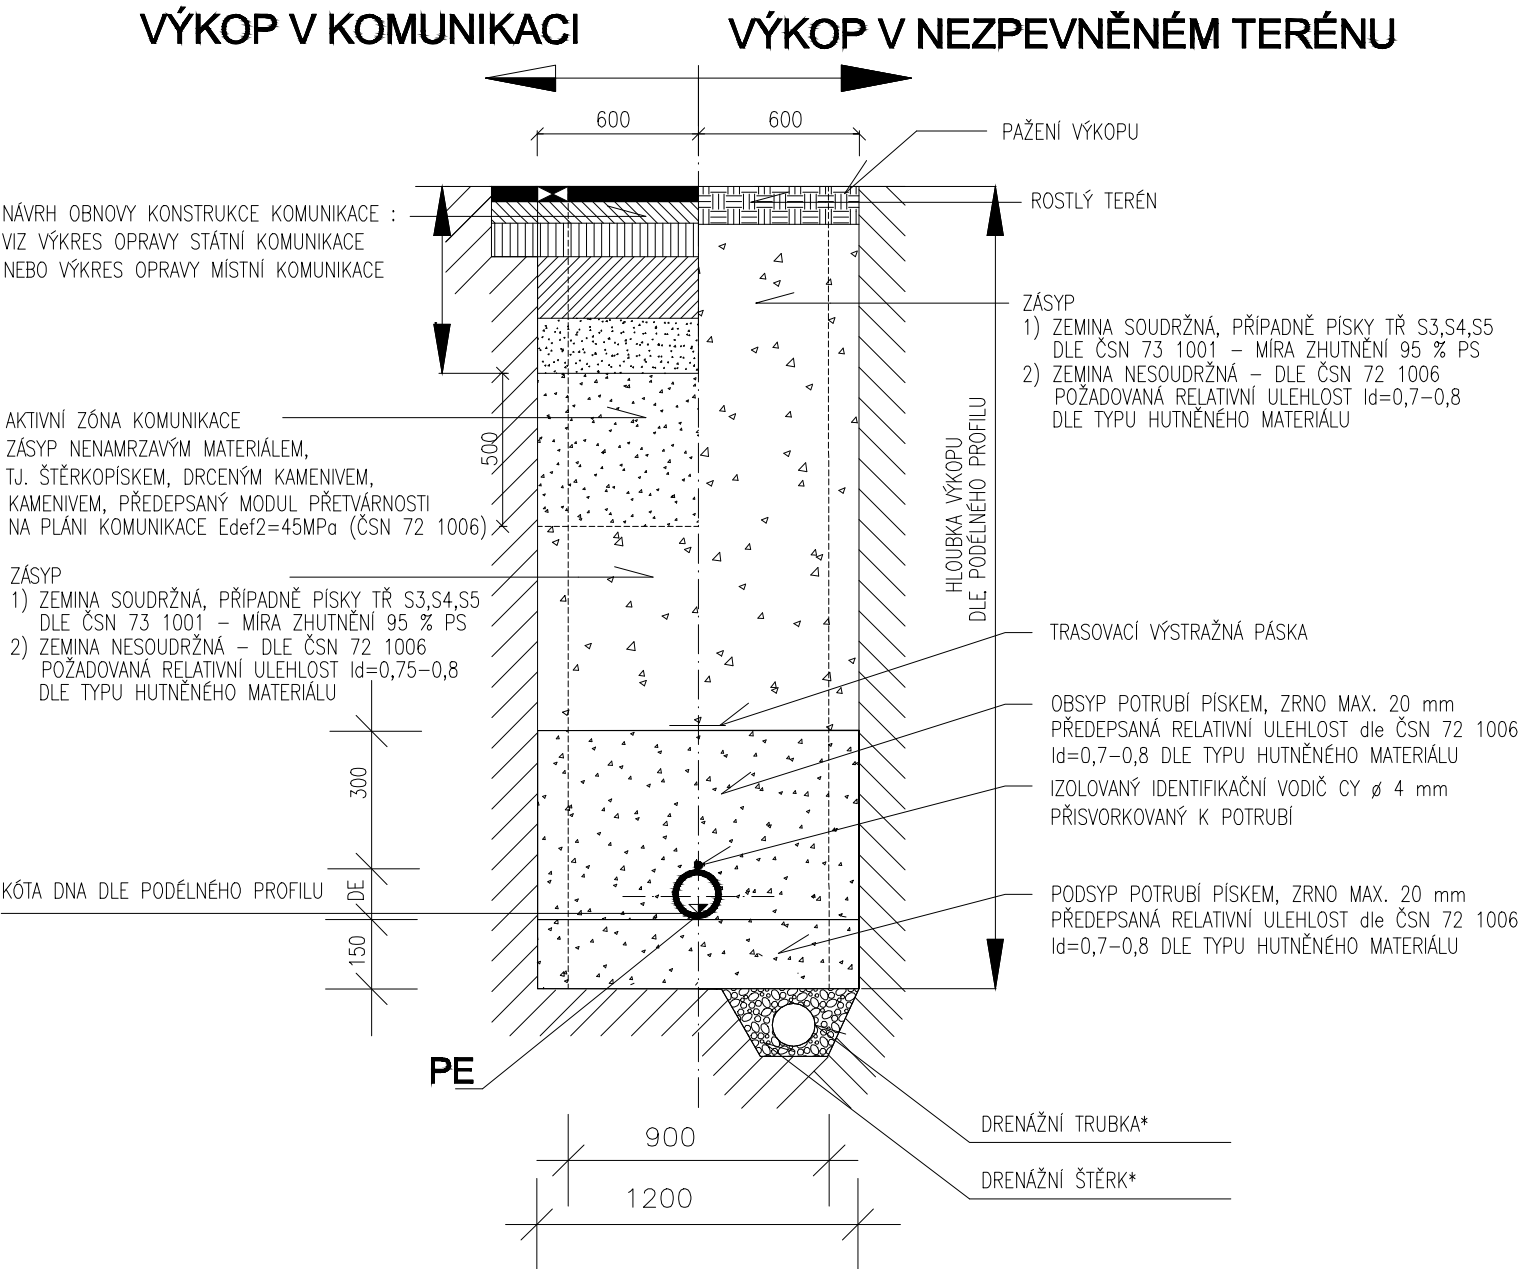 VÝKOP V KOMUNIKACI
VÝKOP V NEZPEVNĚNÉM TERÉNU
600
600
PAŽENÍ VÝKOPU
ROSTLÝ TERÉN
NÁVRH OBNOVY KONSTRUKCE KOMUNIKACE :
VIZ VÝKRES OPRAVY STÁTNÍ KOMUNIKACE
NEBO VÝKRES OPRAVY MÍSTNÍ KOMUNIKACE
ZÁSYP
1) ZEMINA SOUDRŽNÁ, PŘÍPADNĚ PÍSKY TŘ S3,S4,S5
DLE ČSN 73 1001 – MÍRA ZHUTNĚNÍ 95 % PS
2) ZEMINA NESOUDRŽNÁ – DLE ČSN 72 1006
POŽADOVANÁ RELATIVNÍ ULEHLOST Id=0,7–0,8
DLE TYPU HUTNĚNÉHO MATERIÁLU
AKTIVNÍ ZÓNA KOMUNIKACE
ZÁSYP NENAMRZAVÝM MATERIÁLEM,
TJ. ŠTĚRKOPÍSKEM, DRCENÝM KAMENIVEM,
KAMENIVEM, PŘEDEPSANÝ MODUL PŘETVÁRNOSTI
NA PLÁNI KOMUNIKACE Edef2=45MPa (ČSN 72 1006)
500
HLOUBKA VÝKOPU
DLE PODÉLNÉHO PROFILU
ZÁSYP
1) ZEMINA SOUDRŽNÁ, PŘÍPADNĚ PÍSKY TŘ S3,S4,S5
DLE ČSN 73 1001 – MÍRA ZHUTNĚNÍ 95 % PS
2) ZEMINA NESOUDRŽNÁ – DLE ČSN 72 1006
POŽADOVANÁ RELATIVNÍ ULEHLOST Id=0,75–0,8
DLE TYPU HUTNĚNÉHO MATERIÁLU
TRASOVACÍ VÝSTRAŽNÁ PÁSKA
OBSYP POTRUBÍ PÍSKEM, ZRNO MAX. 20 mm
PŘEDEPSANÁ RELATIVNÍ ULEHLOST dle ČSN 72 1006
Id=0,7–0,8 DLE TYPU HUTNĚNÉHO MATERIÁLU
IZOLOVANÝ IDENTIFIKAČNÍ VODIČ CY ø 4 mm
PŘISVORKOVANÝ K POTRUBÍ
300
KÓTA DNA DLE PODÉLNÉHO PROFILU
DE
150
PODSYP POTRUBÍ PÍSKEM, ZRNO MAX. 20 mm
PŘEDEPSANÁ RELATIVNÍ ULEHLOST dle ČSN 72 1006
Id=0,7–0,8 DLE TYPU HUTNĚNÉHO MATERIÁLU
PE
DRENÁŽNÍ TRUBKA*
DRENÁŽNÍ ŠTĚRK*
900
1200